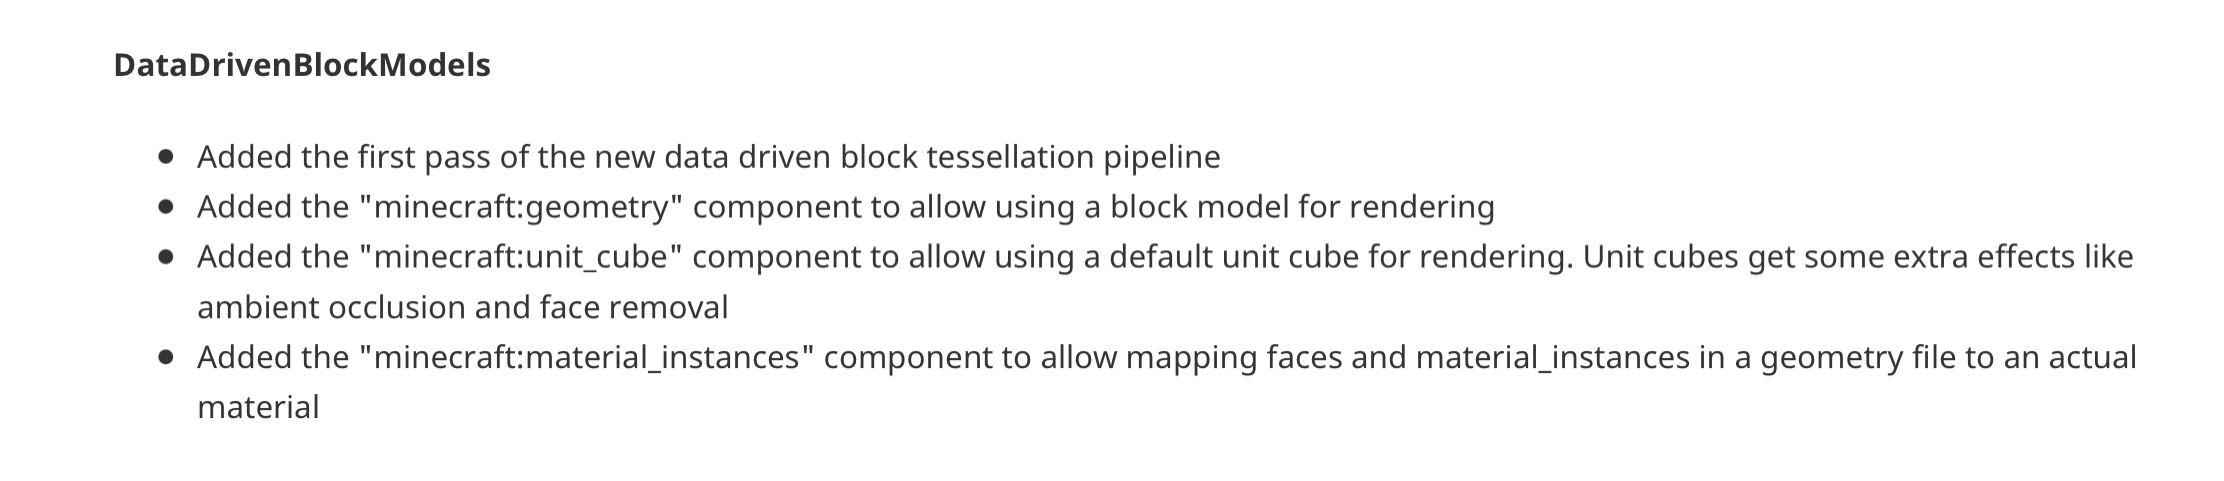 DataDrivenBlockModels
● Added the first pass of the new data driven block tessellation pipeline
● Added the "minecraft:geometry" component to allow using a block model for rendering
● Added the "minecraft:unit_cube" component to allow using a default unit cube for rendering. Unit cubes get some extra effects like
ambient occlusion and face removal
● Added the "minecraft:material_instances" component to allow mapping faces and material_instances in a geometry file to an actual
material